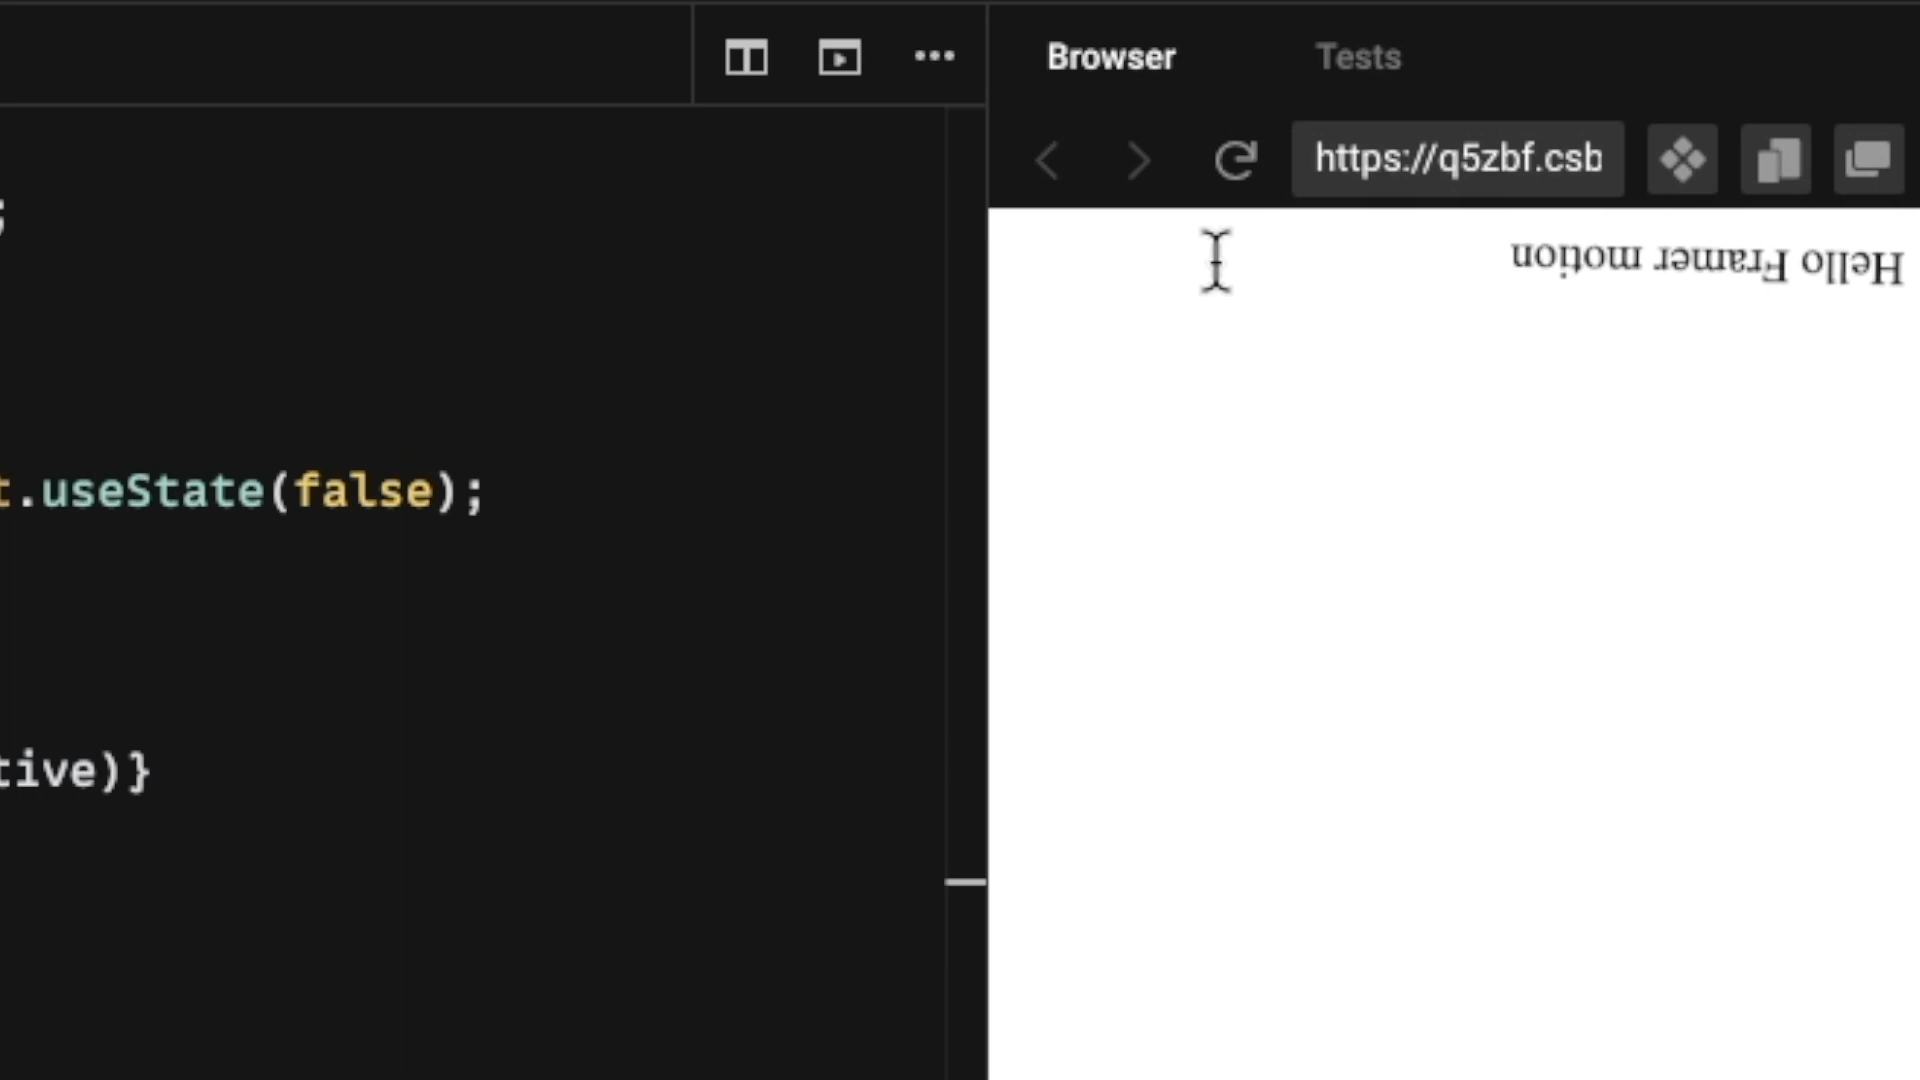 Browser Tests
https://q5zbf.csb
Hello Framer motion
;
t.useState(false);
tive)}